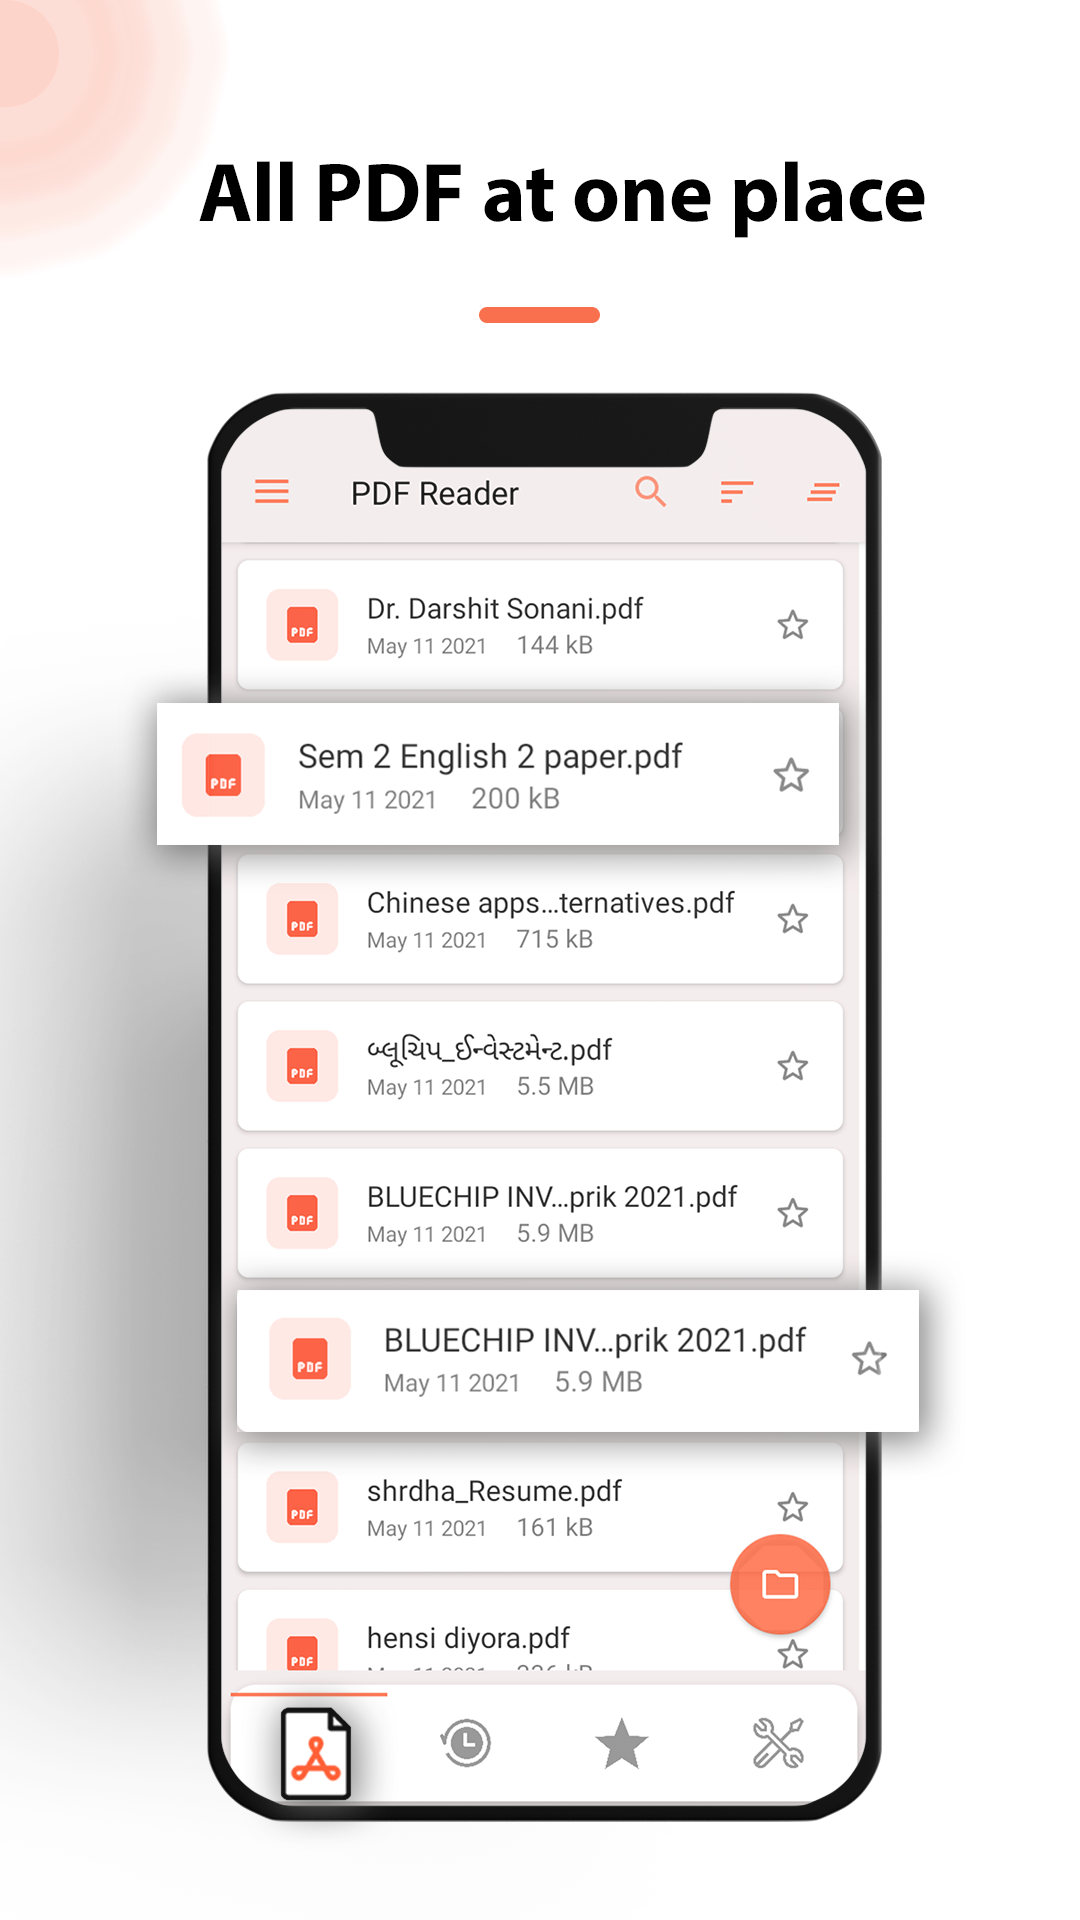 All PDF at one place
PDF Reader
Dr. Darshit Sonani.pdf
May 11 2021 144 kB
Sem 2 English 2 paper.pdf
May 11 2021 200 kB
Chinese apps...ternatives.pdf
May 11 2021 715 kB
બ્લૂચિપ_ઈન્વેસ્ટમેન્ટ.pdf
May 11 2021 5.5 MB
BLUECHIP INV...prik 2021.pdf
May 11 2021 5.9 MB
BLUECHIP INV...prik 2021.pdf
May 11 2021 5.9 MB
shrdha_Resume.pdf
May 11 2021 161 kB
hensi diyora.pdf
PDF
PDF
PDF
PDF
PDF
PDF
PDF
PDF